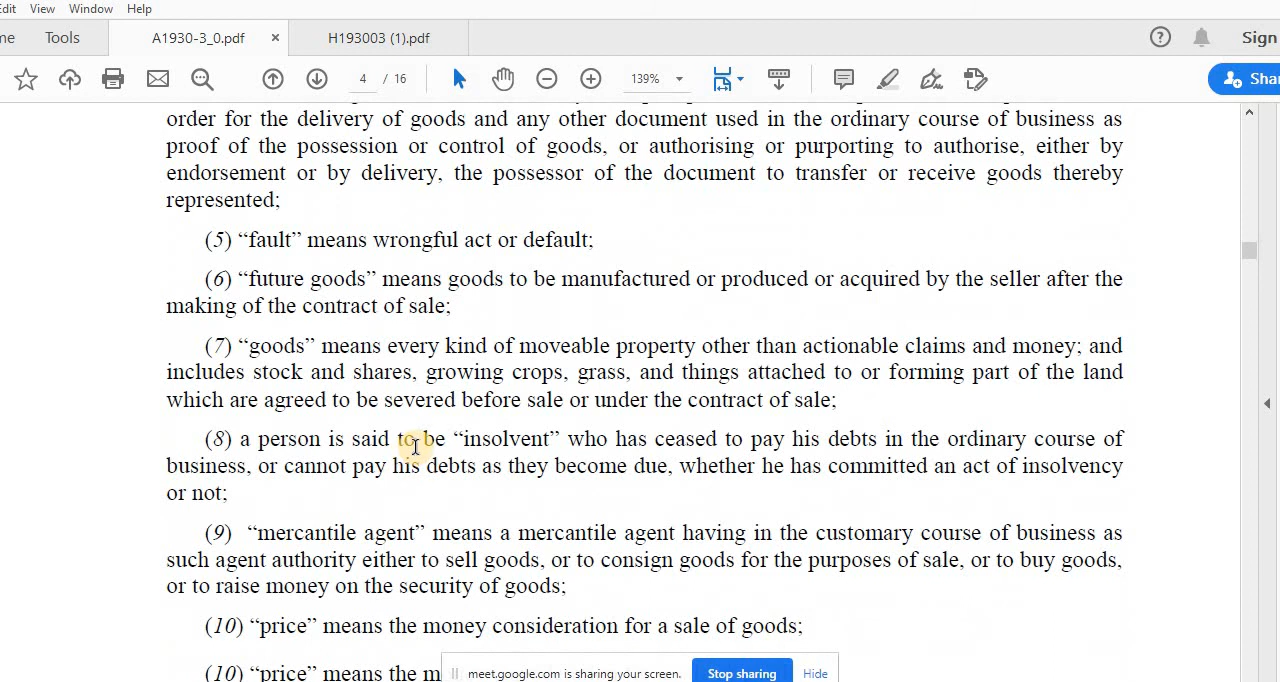 Edit View Window Help
me Tools A1930-3_0.pdf × H193003 (1).pdf Sign
4 / 16 139% Shar
order for the delivery of goods and any other document used in the ordinary course of business as
proof of the possession or control of goods, or authorising or purporting to authorise, either by
endorsement or by delivery, the possessor of the document to transfer or receive goods thereby
represented;
(5) “fault” means wrongful act or default;
(6) “future goods” means goods to be manufactured or produced or acquired by the seller after the
making of the contract of sale;
(7) “goods” means every kind of moveable property other than actionable claims and money; and
includes stock and shares, growing crops, grass, and things attached to or forming part of the land
which are agreed to be severed before sale or under the contract of sale;
(8) a person is said to be “insolvent” who has ceased to pay his debts in the ordinary course of
business, or cannot pay his debts as they become due, whether he has committed an act of insolvency
or not;
(9) “mercantile agent” means a mercantile agent having in the customary course of business as
such agent authority either to sell goods, or to consign goods for the purposes of sale, or to buy goods,
or to raise money on the security of goods;
(10) “price” means the money consideration for a sale of goods;
(10) “price” means the m
meet.google.com is sharing your screen. Stop sharing Hide